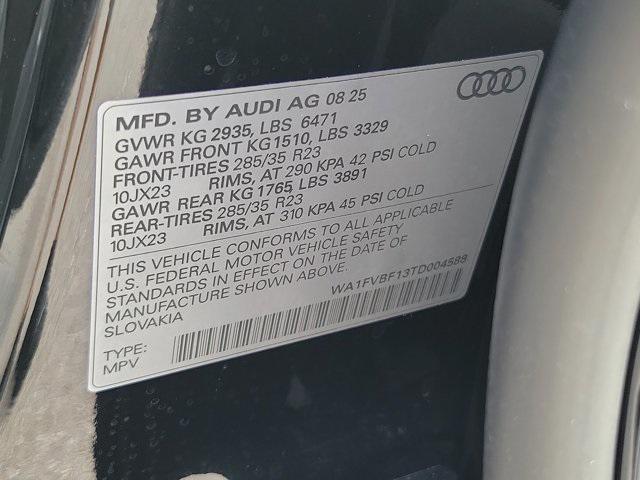 MFD. BY AUDI AG 08 25
GVWR KG 2935, LBS 6471
GAWR FRONT KG 1510, LBS 3329
FRONT-TIRES 285/35 R23
10JX23 RIMS, AT 290 KPA 42 PSI COLD
GAWR REAR KG 1765, LBS 3891
REAR-TIRES 285/35 R23
10JX23 RIMS, AT 310 KPA 45 PSI COLD
THIS VEHICLE CONFORMS TO ALL APPLICABLE
U.S. FEDERAL MOTOR VEHICLE SAFETY
STANDARDS IN EFFECT ON THE DATE OF
MANUFACTURE SHOWN ABOVE.
SLOVAKIA WA1FVBF13TD004588
TYPE:
MPV